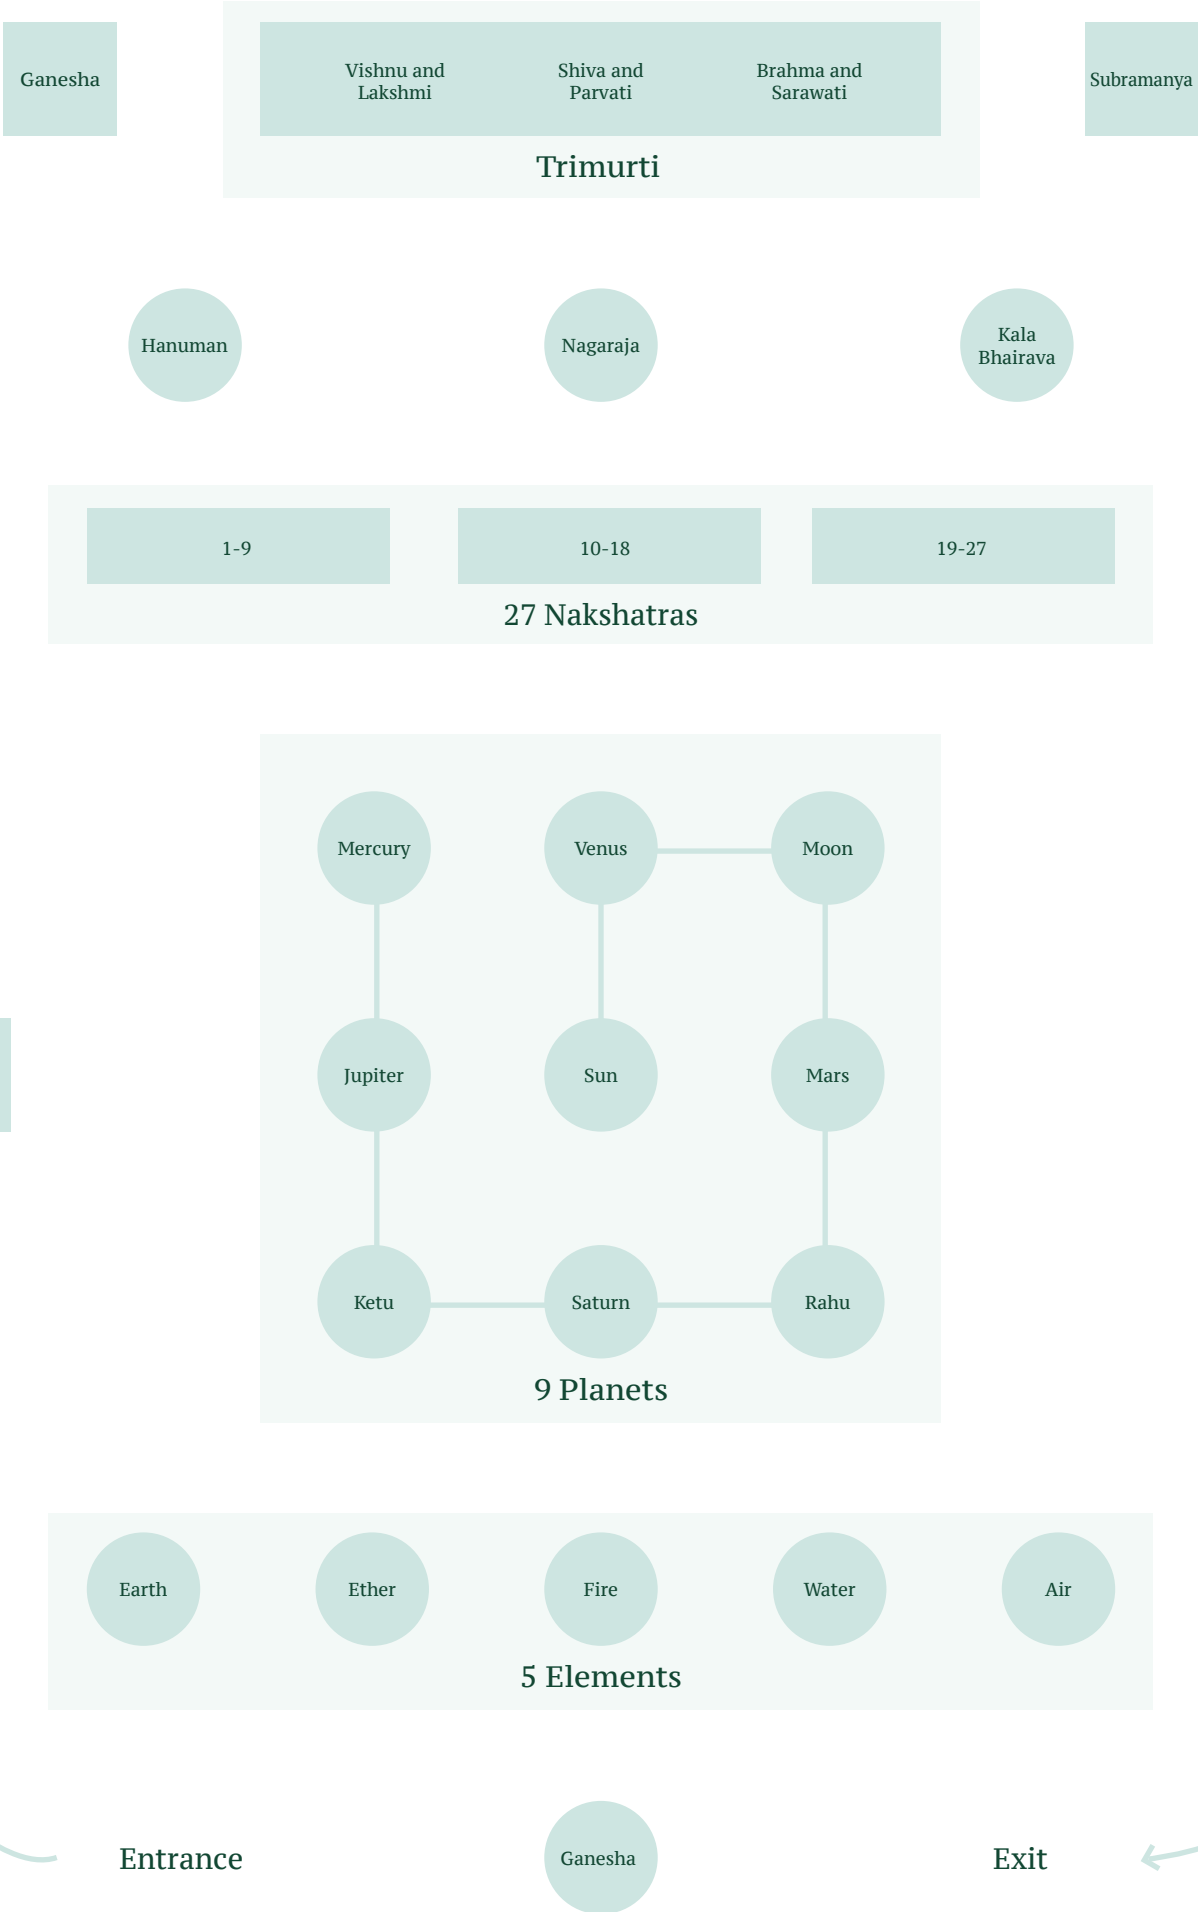 Ganesha
Vishnu and
Lakshmi
Shiva and
Parvati
Brahma and
Sarawati
Subramanya
Trimurti
Hanuman
Nagaraja
Kala
Bhairava
1-9
10-18
19-27
27 Nakshatras
Mercury
Venus
Moon
Jupiter
Sun
Mars
Ketu
Saturn
Rahu
9 Planets
Earth
Ether
Fire
Water
Air
5 Elements
Entrance
Ganesha
Exit